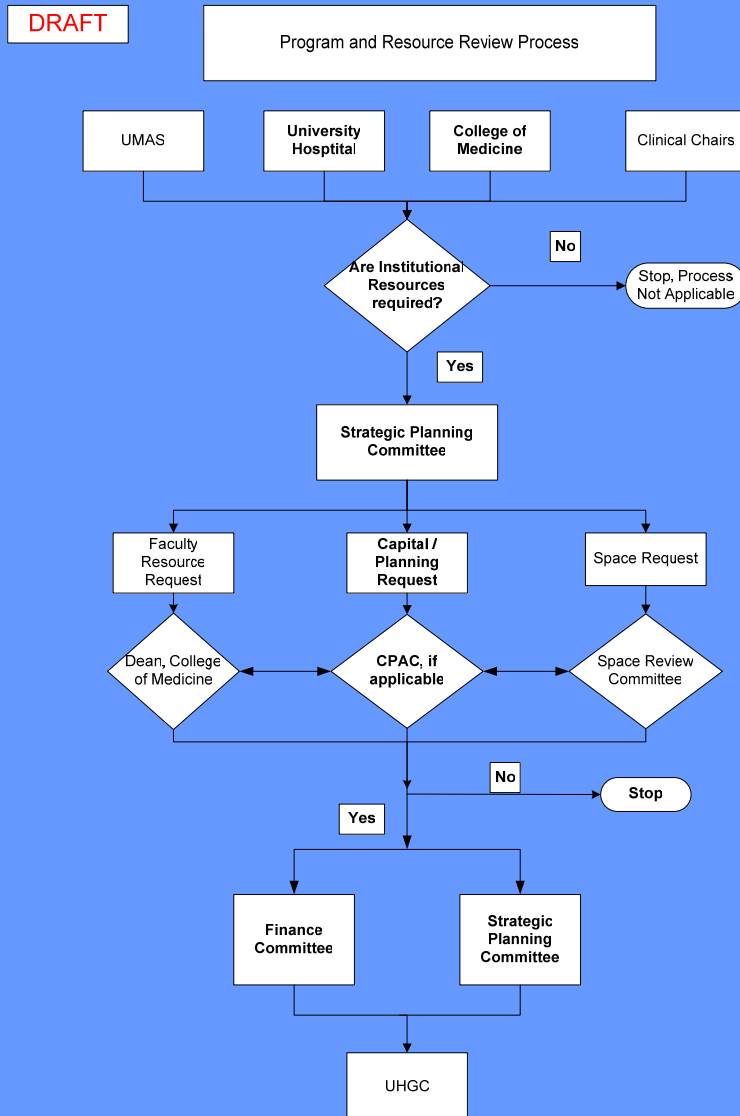 DRAFT
Program and Resource Review Process
UMAS
University
Hosptital
College of
Medicine
Clinical Chairs
Are Institutional
Resources
required?
No
Stop, Process
Not Applicable
Yes
Strategic Planning
Committee
Faculty
Resource
Request
Capital /
Planning
Request
Space Request
Dean, College
of Medicine
CPAC, if
applicable
Space Review
Committee
No
Stop
Yes
Finance
Committee
Strategic
Planning
Committee
UHGC